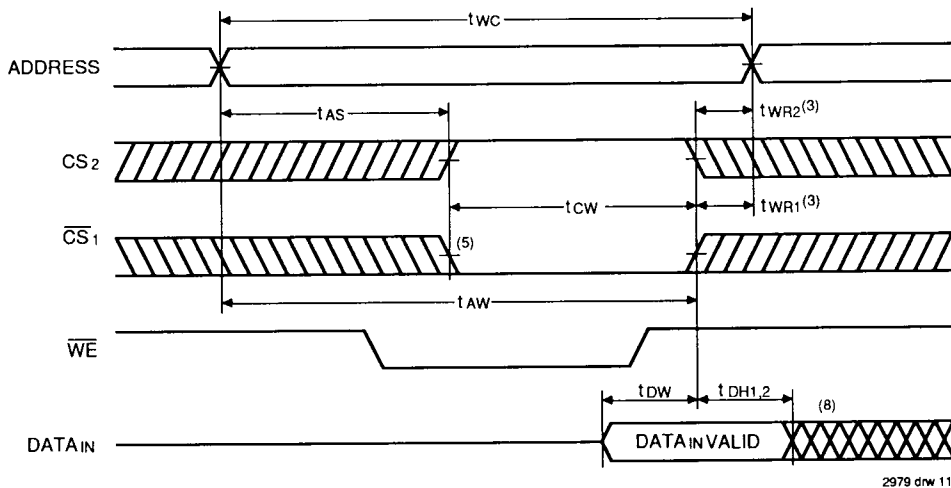 tWC
ADDRESS
tAS
tWR2(3)
CS2
tCW
tWR1(3)
CS1
(5)
tAW
WE
tDW
tDH1,2
(8)
DATAIN
DATAIN VALID
2979 drw 11